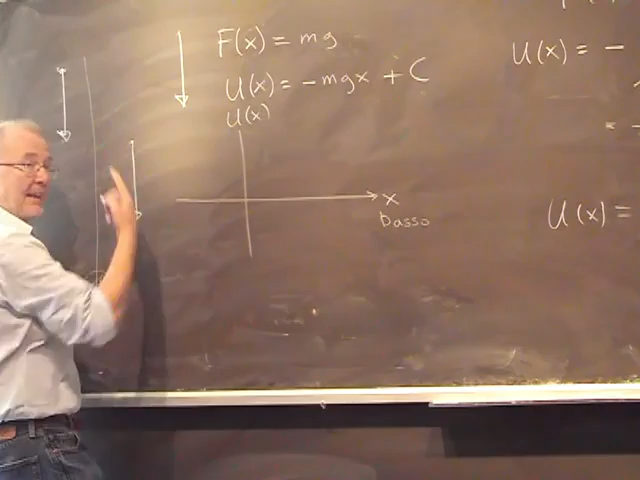 F(x) = mg
U(x) = -mgx + C
U(x)
x
basso
U(x) = -
= -
U(x) =